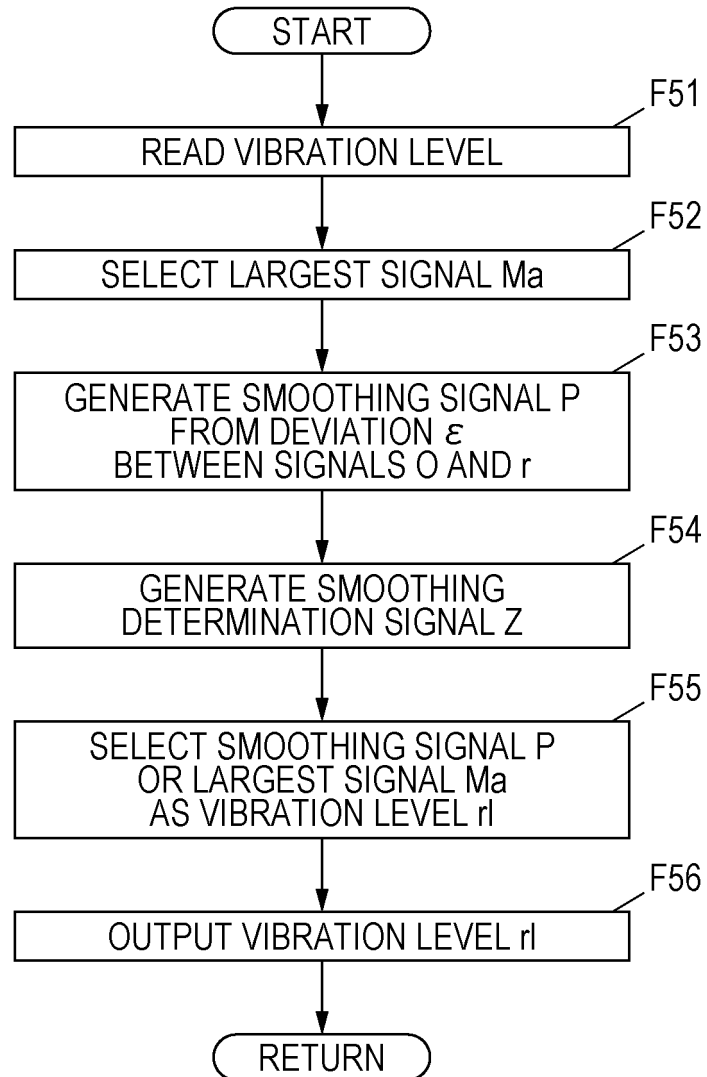 START
F51
READ VIBRATION LEVEL
F52
SELECT LARGEST SIGNAL Ma
F53
GENERATE SMOOTHING SIGNAL P
FROM DEVIATION ε
BETWEEN SIGNALS O AND r
F54
GENERATE SMOOTHING
DETERMINATION SIGNAL Z
F55
SELECT SMOOTHING SIGNAL P
OR LARGEST SIGNAL Ma
AS VIBRATION LEVEL rl
F56
OUTPUT VIBRATION LEVEL rl
RETURN